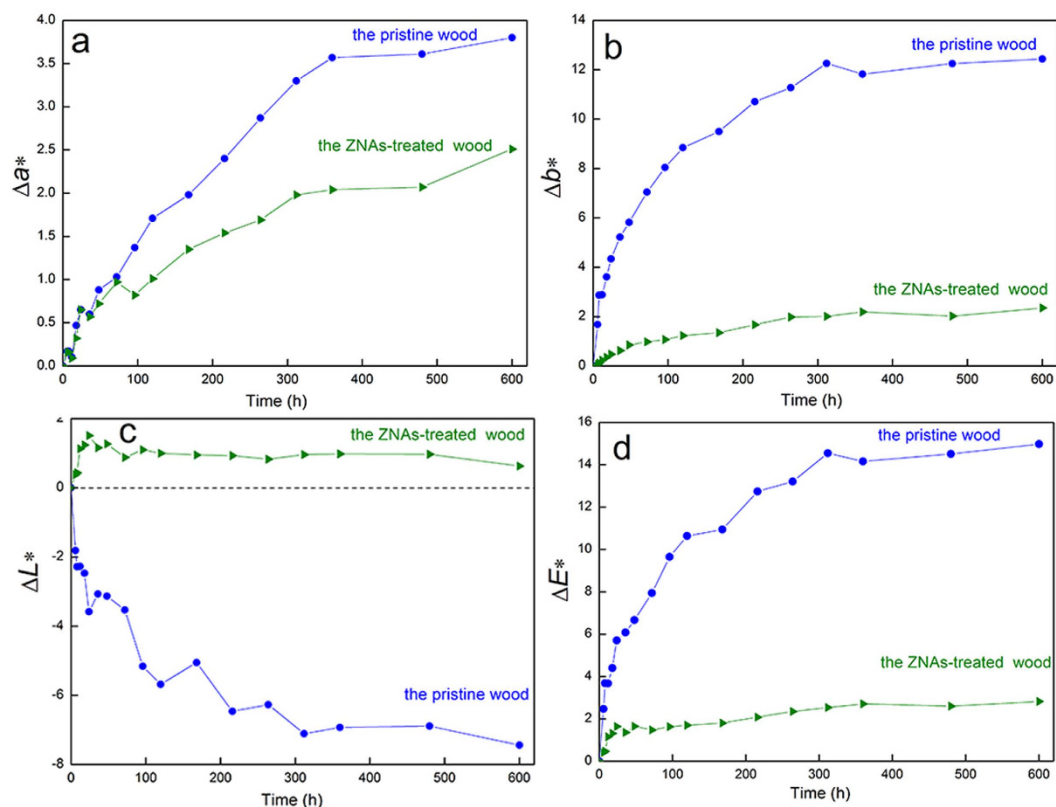 a
the pristine wood
the ZNAs-treated wood
Δa*
4.0
3.5
3.0
2.5
2.0
1.5
1.0
0.5
0.0
0 100 200 300 400 500 600
Time (h)
b
the pristine wood
the ZNAs-treated wood
Δb*
14
12
10
8
6
4
2
0
0 100 200 300 400 500 600
Time (h)
c
the ZNAs-treated wood
the pristine wood
ΔL*
2
0
-2
-4
-6
-8
0 100 200 300 400 500 600
Time (h)
d
the pristine wood
the ZNAs-treated wood
ΔE*
16
14
12
10
8
6
4
2
0
0 100 200 300 400 500 600
Time (h)